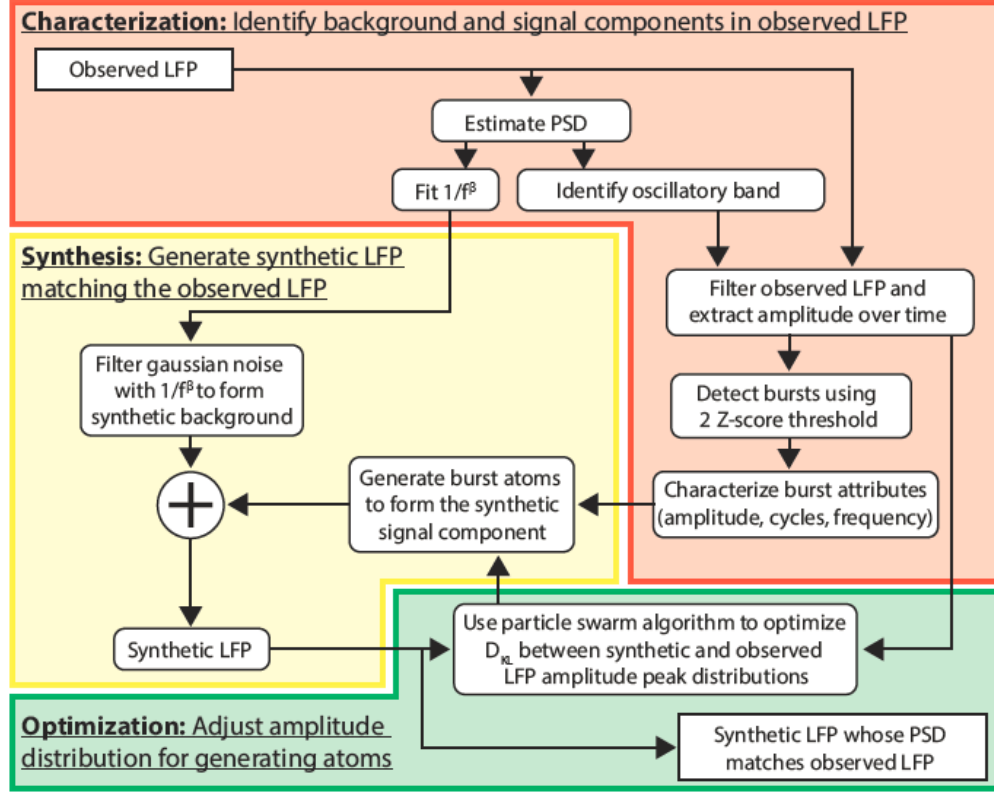 Characterization: Identify background and signal components in observed LFP
Observed LFP
Estimate PSD
Fit 1/fᵝ
Identify oscillatory band
Synthesis: Generate synthetic LFP
matching the observed LFP
Filter observed LFP and
extract amplitude over time
Filter gaussian noise
with 1/fᵝ to form
synthetic background
Detect bursts using
2 Z-score threshold
Generate burst atoms
to form the synthetic
signal component
Characterize burst attributes
(amplitude, cycles, frequency)
+
Synthetic LFP
Use particle swarm algorithm to optimize
D_KL between synthetic and observed
LFP amplitude peak distributions
Optimization: Adjust amplitude
distribution for generating atoms
Synthetic LFP whose PSD
matches observed LFP